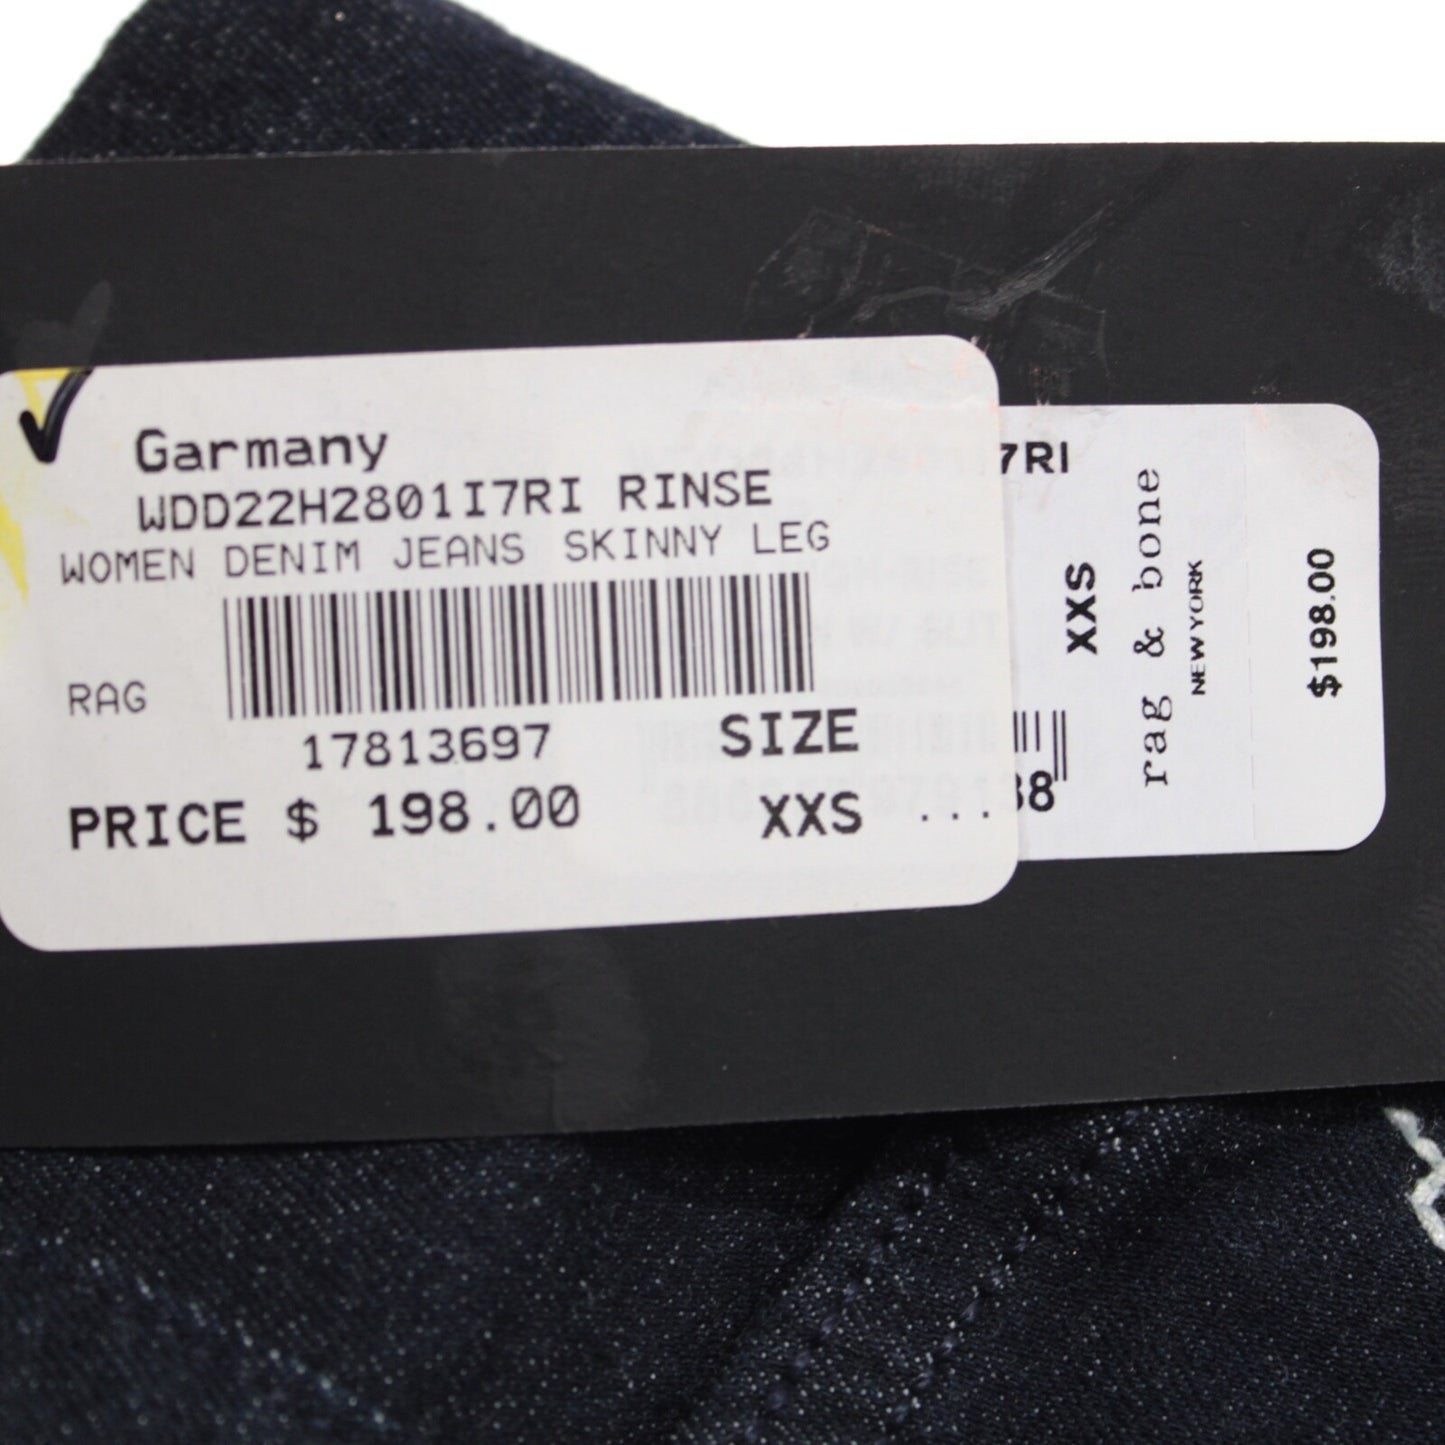 Garmany
WDD22H2801I7RI RINSE
WOMEN DENIM JEANS SKINNY LEG
RAG
17813697
SIZE
PRICE $ 198.00
XXS ...
7RI
XXS
rag & bone
NEW YORK
$198.00
38